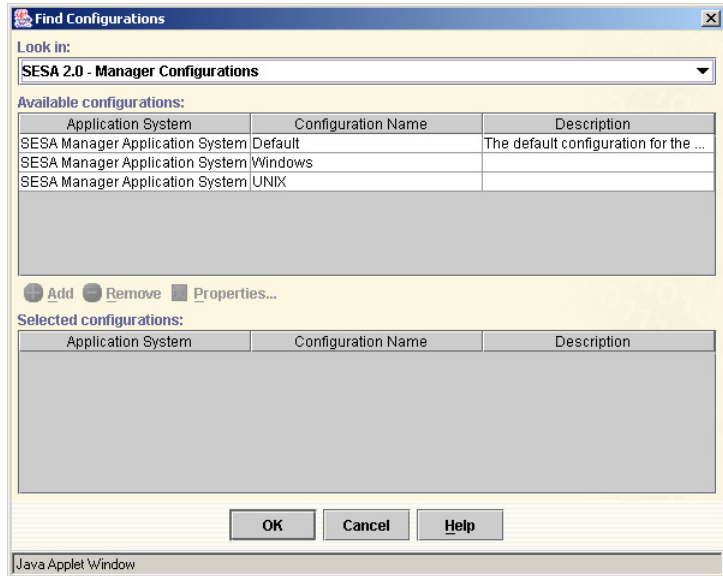 Find Configurations
Look in:
SESA 2.0 - Manager Configurations
Available configurations:
Application System Configuration Name Description
SESA Manager Application System Default The default configuration for the ...
SESA Manager Application System Windows
SESA Manager Application System UNIX
Add Remove Properties...
Selected configurations:
Application System Configuration Name Description
OK Cancel Help
Java Applet Window